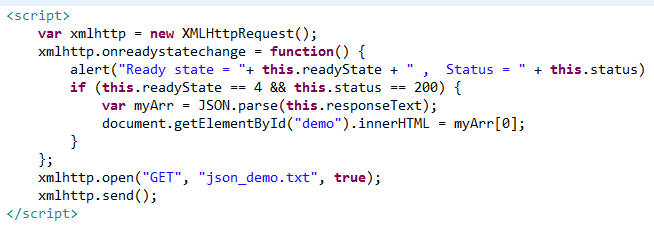 <script>
    var xmlhttp = new XMLHttpRequest();
    xmlhttp.onreadystatechange = function() {
        alert("Ready state = "+ this.readyState + " ,  Status = " + this.status)
        if (this.readyState == 4 && this.status == 200) {
            var myArr = JSON.parse(this.responseText);
            document.getElementById("demo").innerHTML = myArr[0];
        }
    };
    xmlhttp.open("GET", "json_demo.txt", true);
    xmlhttp.send();
</script>